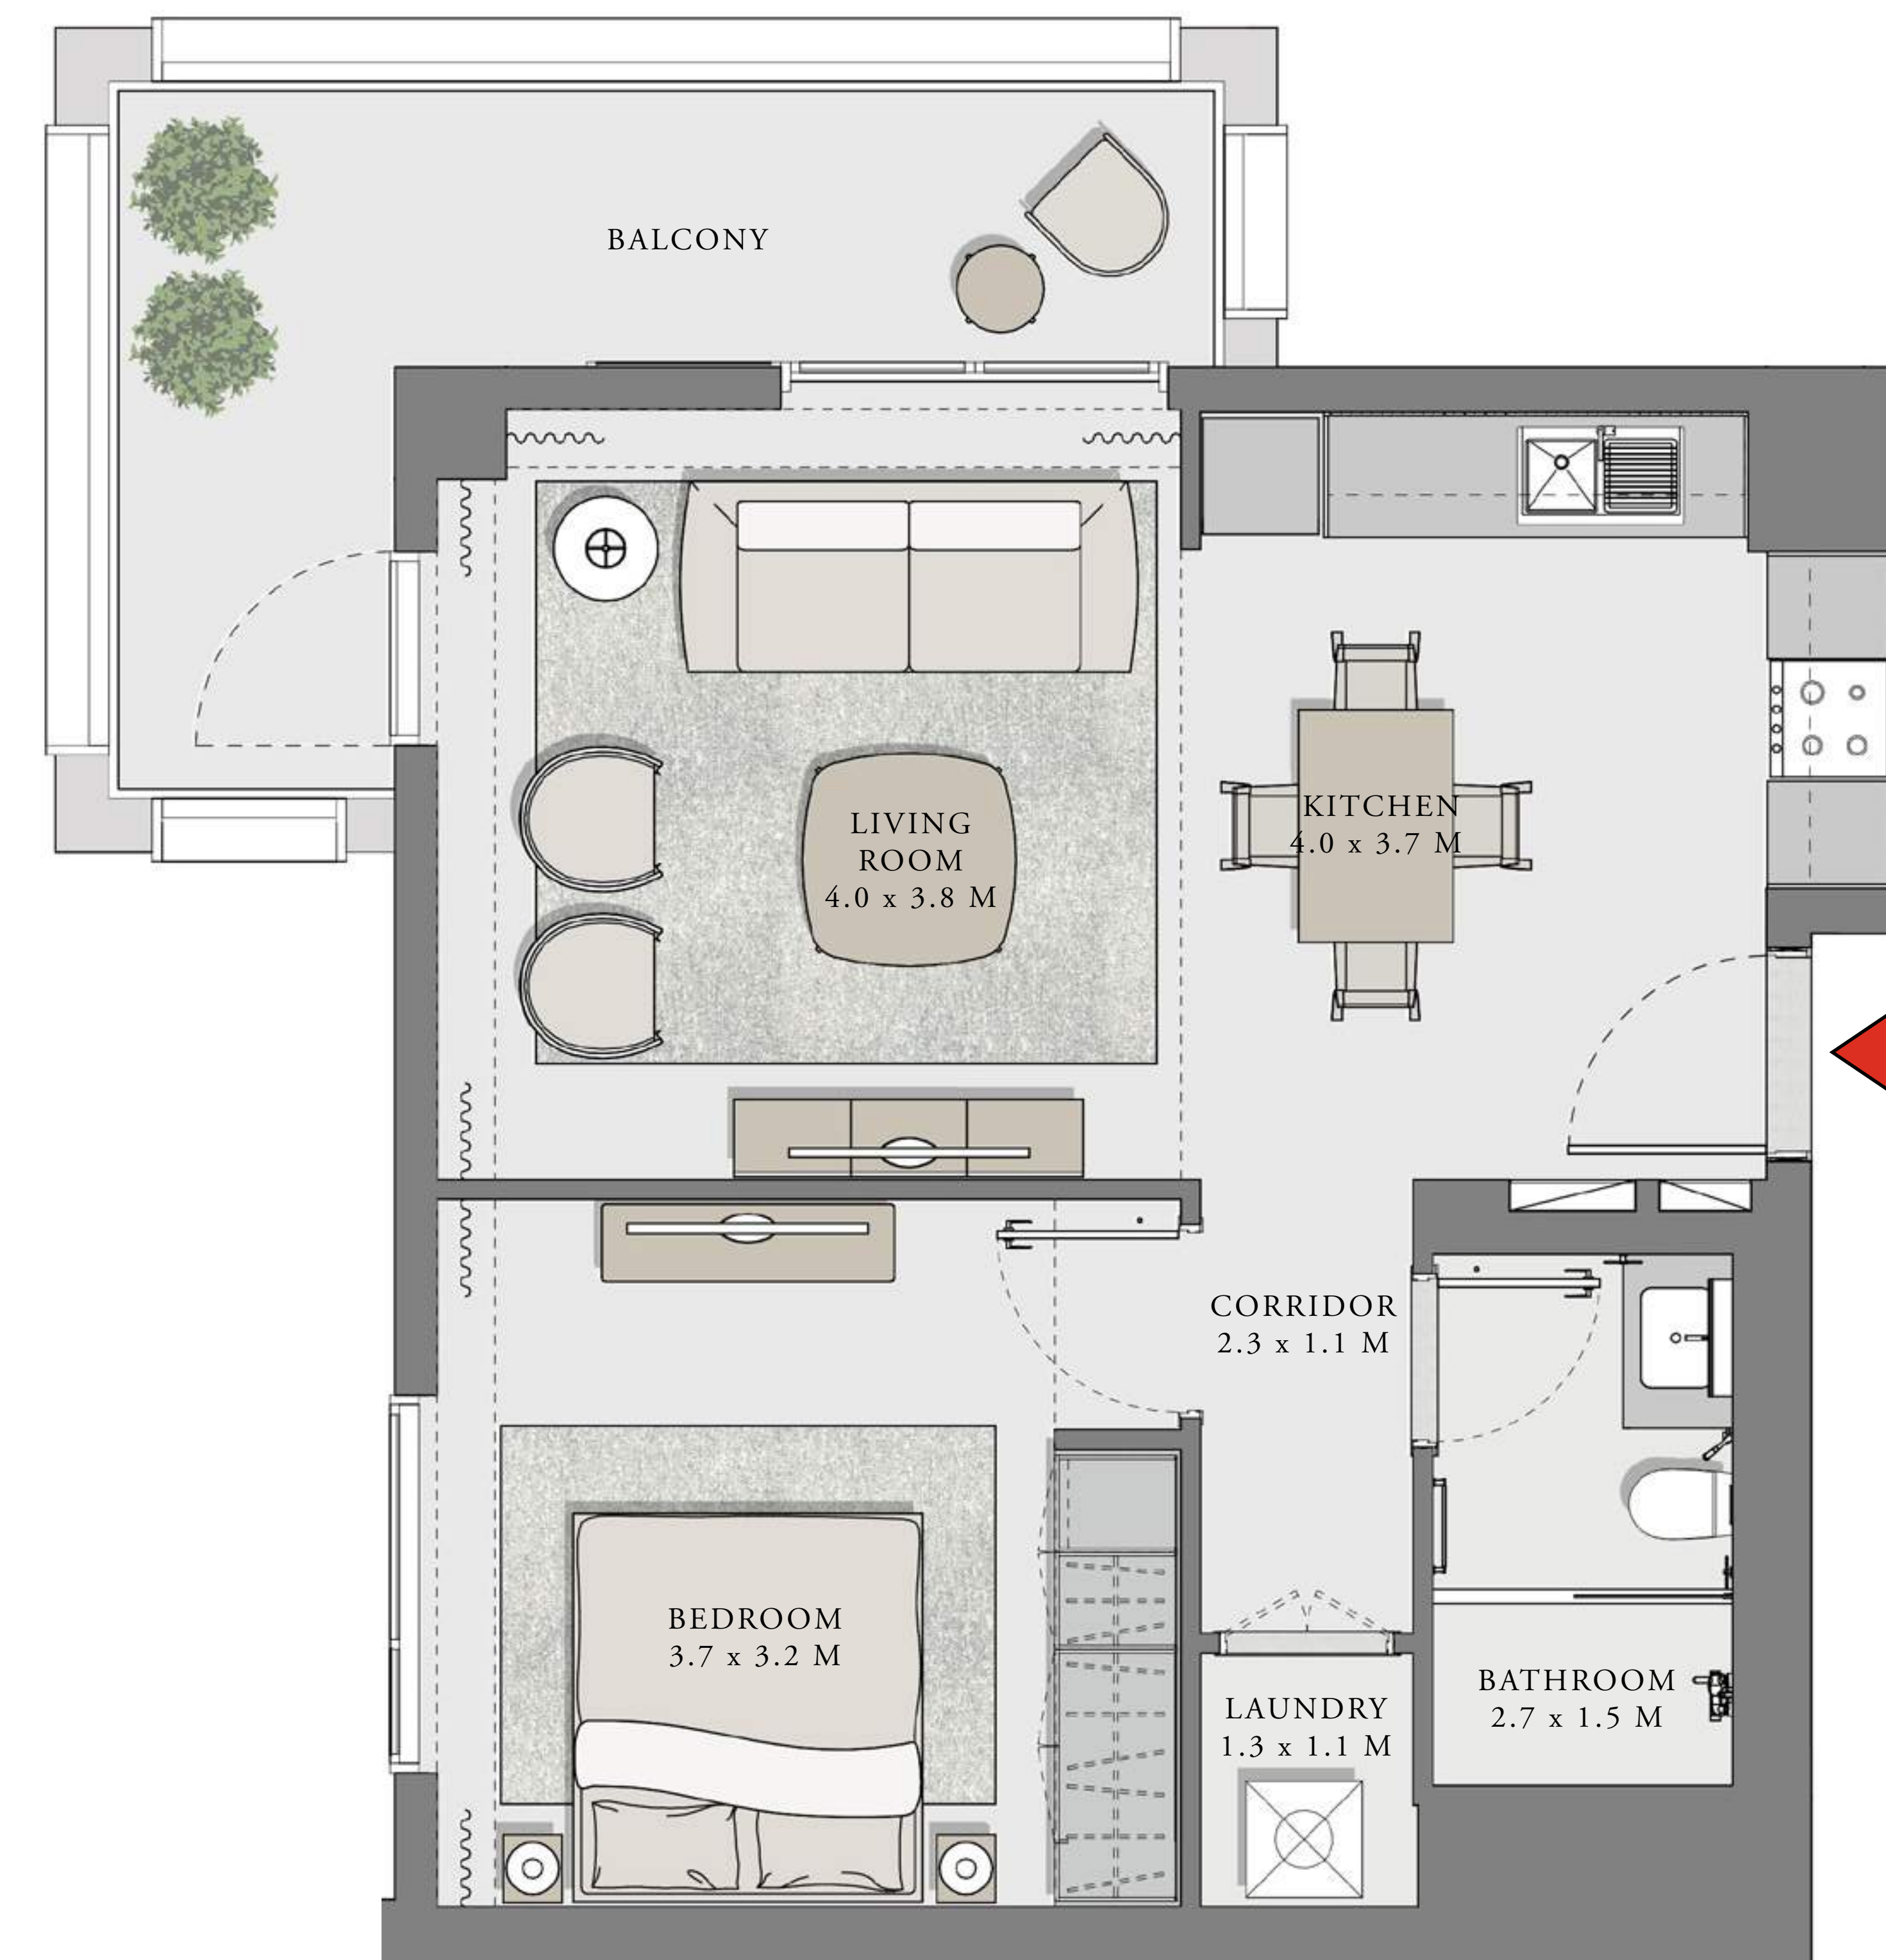 BALCONY
LIVING
ROOM
4.0 x 3.8 M
KITCHEN
4.0 x 3.7 M
CORRIDOR
2.3 x 1.1 M
BEDROOM
3.7 x 3.2 M
LAUNDRY
1.3 x 1.1 M
BATHROOM
2.7 x 1.5 M